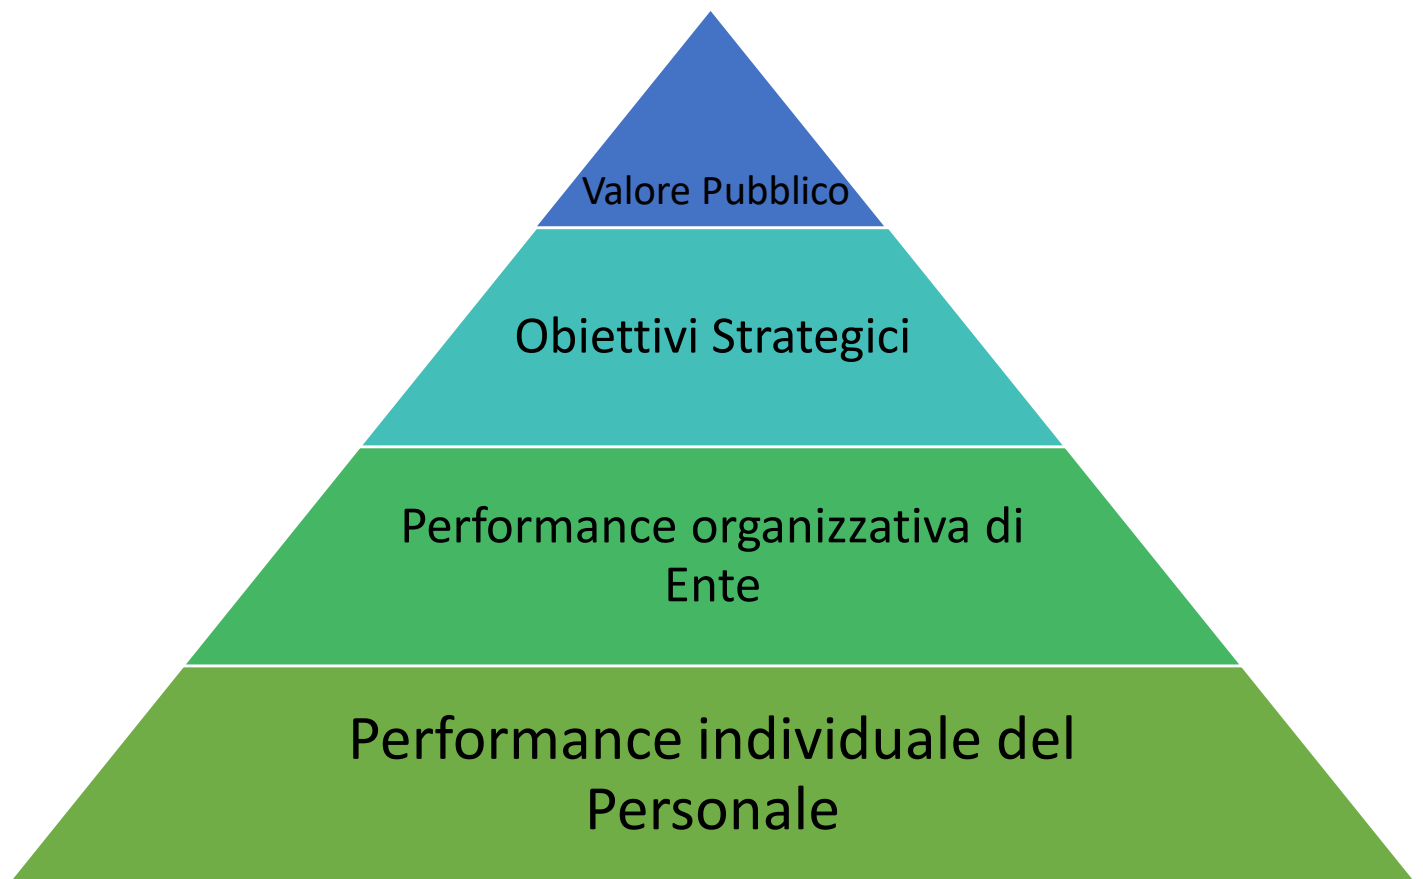 Valore Pubblico
Obiettivi Strategici
Performance organizzativa di
Ente
Performance individuale del
Personale